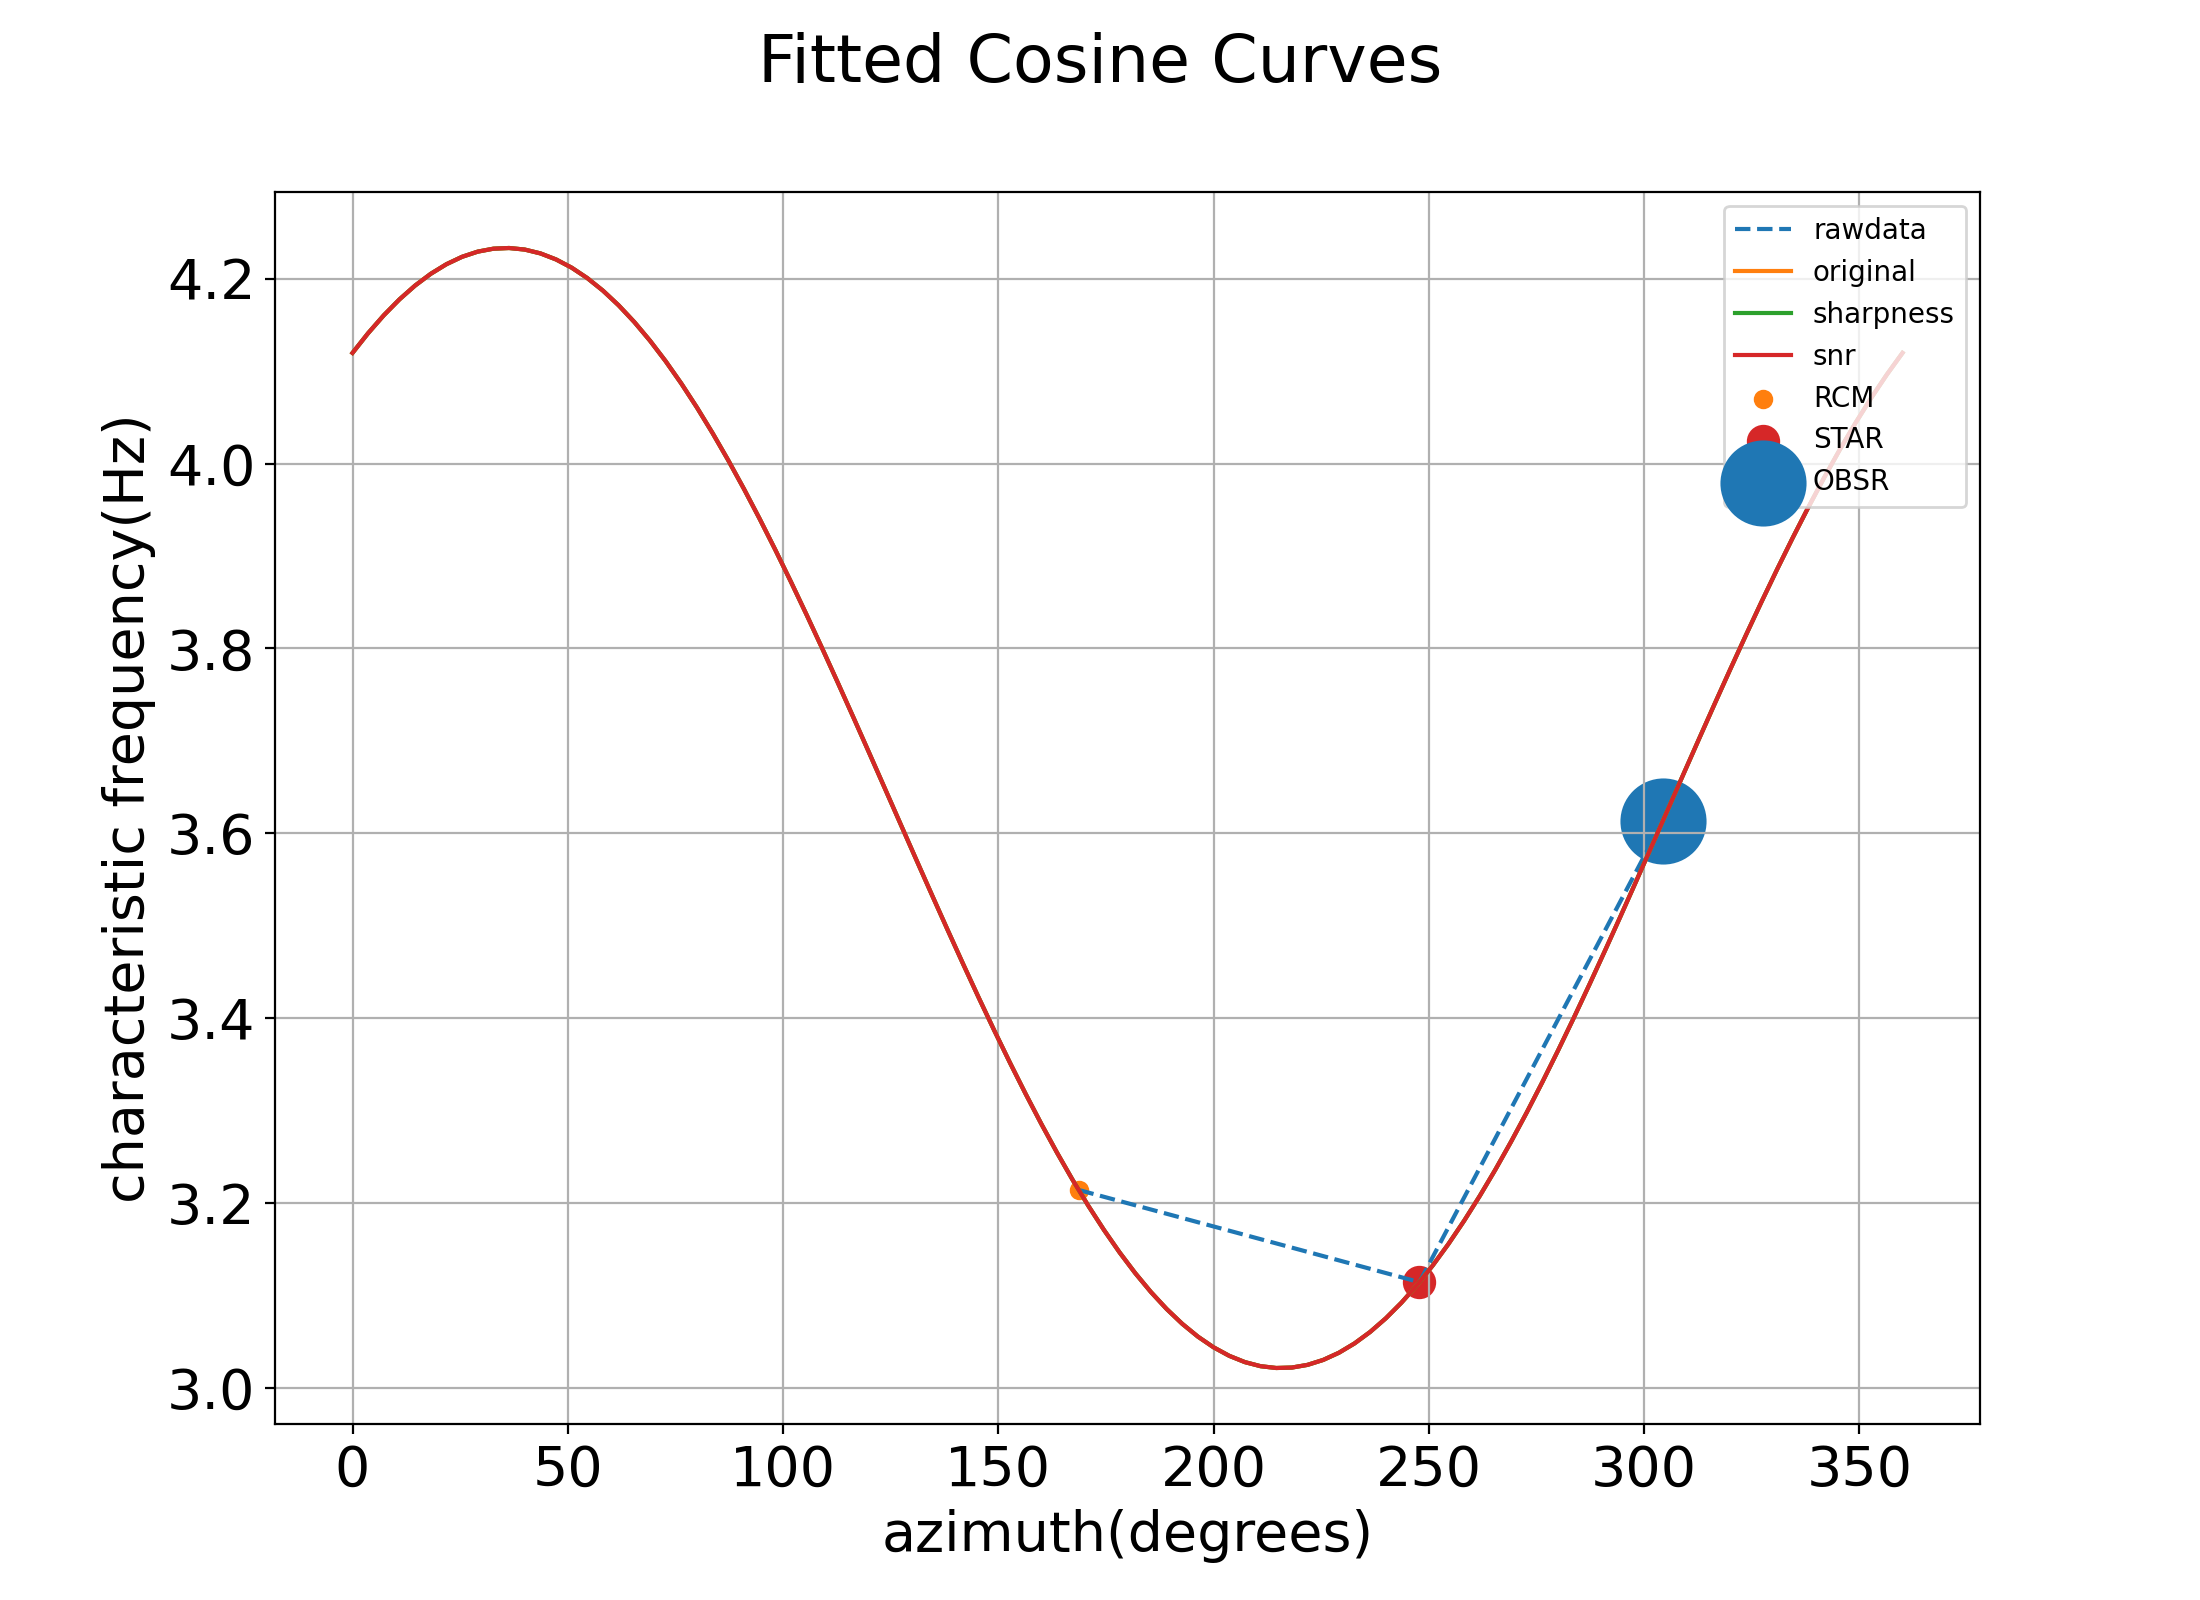 Fitted Cosine Curves
rawdata
original
sharpness
snr
RCM
STAR
OBSR
4.2
4.0
3.8
3.6
3.4
3.2
3.0
characteristic frequency(Hz)
0 50 100 150 200 250 300 350
azimuth(degrees)